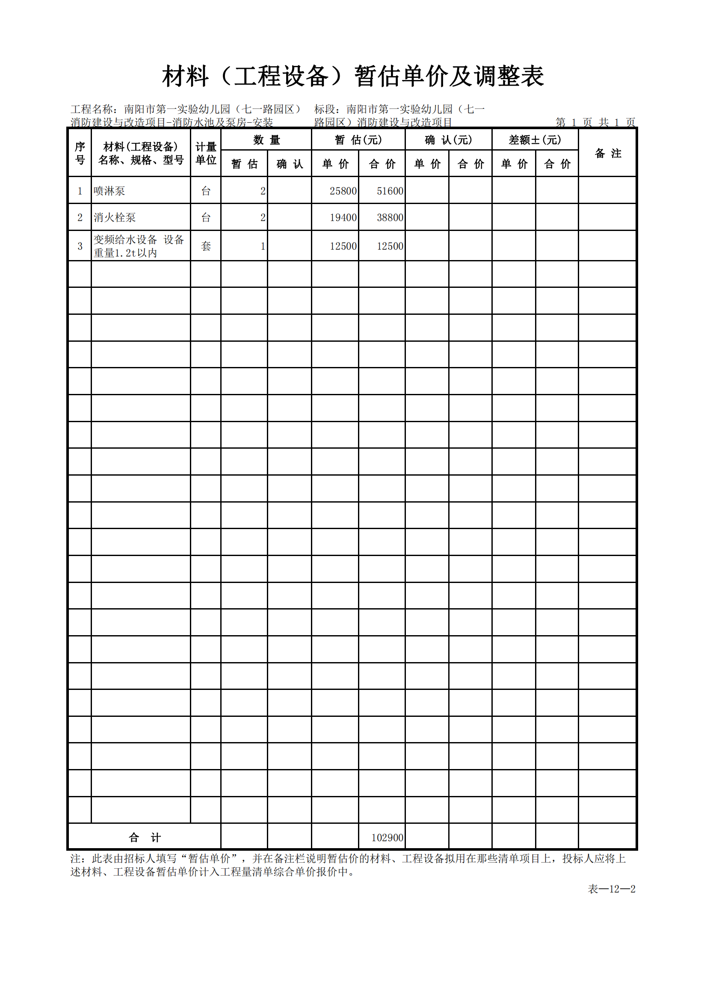 材料（工程设备）暂估单价及调整表
工程名称：南阳市第一实验幼儿园（七一路园区）消防建设与改造项目-消防水池及泵房-安装
标段：南阳市第一实验幼儿园（七一路园区）消防建设与改造项目
第 1 页 共 1 页
序号 材料(工程设备)名称、规格、型号 计量单位 数 量 暂 估(元) 确 认(元) 差额±(元) 备 注
暂 估 确 认 单 价 合 价 单 价 合 价 单 价 合 价
1 喷淋泵 台 2 25800 51600
2 消火栓泵 台 2 19400 38800
3 变频给水设备 设备重量1.2t以内 套 1 12500 12500
合 计 102900
注：此表由招标人填写“暂估单价”，并在备注栏说明暂估价的材料、工程设备拟用在那些清单项目上，投标人应将上
述材料、工程设备暂估单价计入工程量清单综合单价报价中。
表—12—2